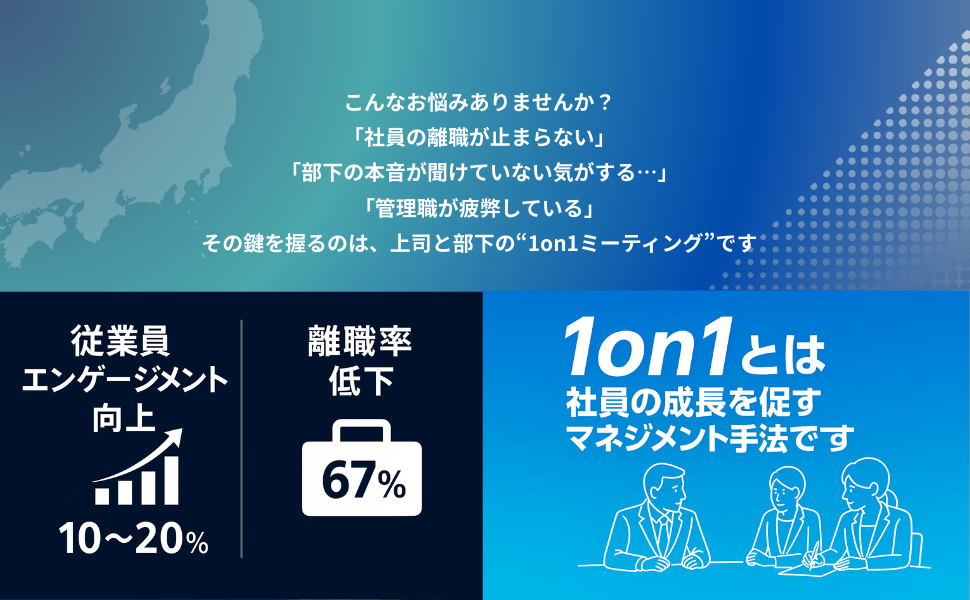 こんなお悩みありませんか？
「社員の離職が止まらない」
「部下の本音が聞けていない気がする…」
「管理職が疲弊している」
その鍵を握るのは、上司と部下の“1on1ミーティング”です
従業員
エンゲージメント
向上
10〜20%
離職率
低下
67%
1on1とは
社員の成長を促す
マネジメント手法です